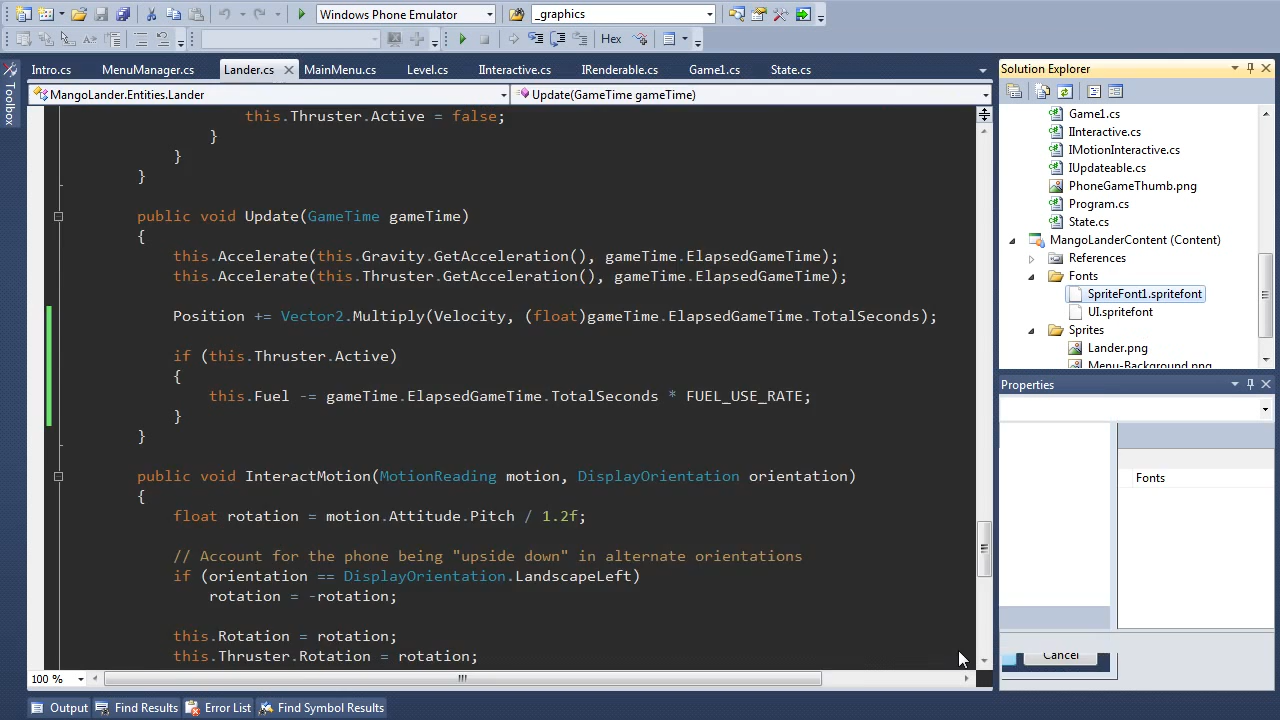 Windows Phone Emulator
_graphics
Hex
Toolbox
Intro.cs
MenuManager.cs
Lander.cs
MainMenu.cs
Level.cs
IInteractive.cs
IRenderable.cs
Game1.cs
State.cs
MangoLander.Entities.Lander
Update(GameTime gameTime)
this.Thruster.Active = false;
}
}
}
public void Update(GameTime gameTime)
{
this.Accelerate(this.Gravity.GetAcceleration(), gameTime.ElapsedGameTime);
this.Accelerate(this.Thruster.GetAcceleration(), gameTime.ElapsedGameTime);
Position += Vector2.Multiply(Velocity, (float)gameTime.ElapsedGameTime.TotalSeconds);
if (this.Thruster.Active)
{
this.Fuel -= gameTime.ElapsedGameTime.TotalSeconds * FUEL_USE_RATE;
}
}
public void InteractMotion(MotionReading motion, DisplayOrientation orientation)
{
float rotation = motion.Attitude.Pitch / 1.2f;
// Account for the phone being "upside down" in alternate orientations
if (orientation == DisplayOrientation.LandscapeLeft)
rotation = -rotation;
this.Rotation = rotation;
this.Thruster.Rotation = rotation;
100 %
Output
Find Results
Error List
Find Symbol Results
Solution Explorer
Game1.cs
IInteractive.cs
IMotionInteractive.cs
IUpdateable.cs
PhoneGameThumb.png
Program.cs
State.cs
MangoLanderContent (Content)
References
Fonts
SpriteFont1.spritefont
UI.spritefont
Sprites
Lander.png
Menu-Background.png
Properties
Fonts
Cancel